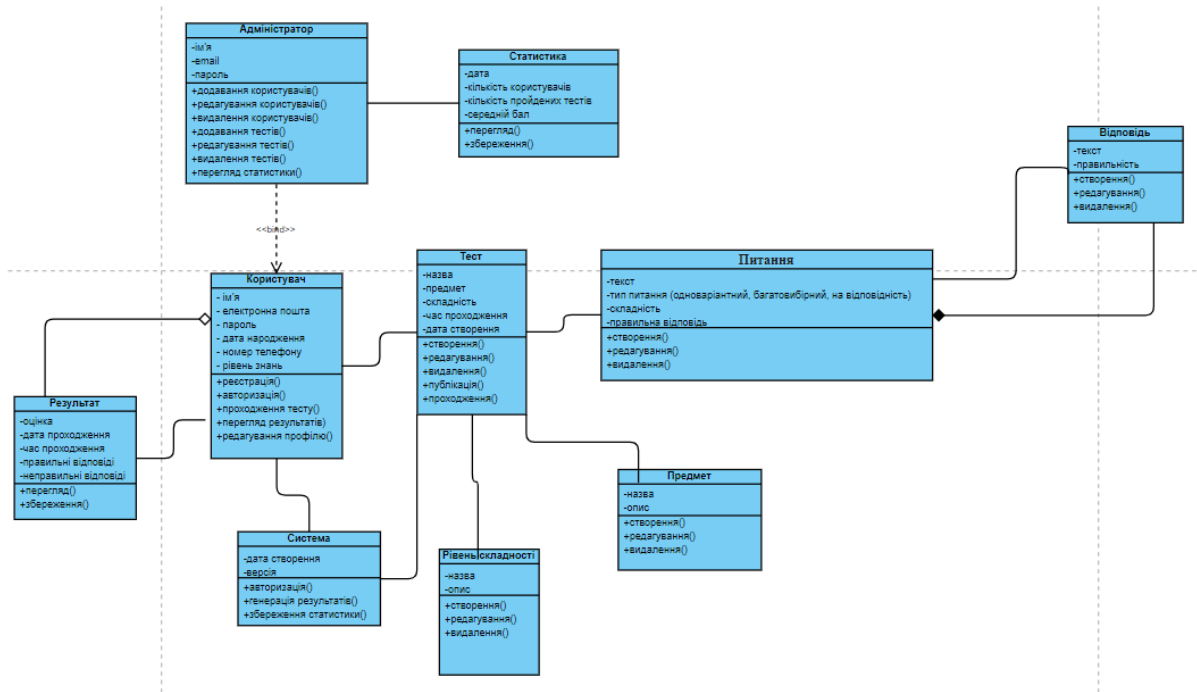 Адміністратор
-ім'я
-email
-пароль
+додавання користувачів()
+редагування користувачів()
+видалення користувачів()
+додавання тестів()
+редагування тестів()
+видалення тестів()
+перегляд статистики()
Статистика
-дата
-кількість користувачів
-кількість пройдених тестів
-середній бал
+перегляд()
+збереження()
Відповідь
-текст
-правильність
+створення()
+редагування()
+видалення()
<<bind>>
Користувач
- ім'я
- електронна пошта
- пароль
- дата народження
- номер телефону
- рівень знань
+реєстрація()
+авторизація()
+проходження тесту()
+перегляд результатів)
+редагування профілю()
Тест
-назва
-предмет
-складність
-час проходження
-дата створення
+створення()
+редагування()
+видалення()
+публікація()
+проходження()
Питання
-текст
-тип питання (одноваріантний, багатовибірний, на відповідність)
-складність
-правильна відповідь
+створення()
+редагування()
+видалення()
Результат
-оцінка
-дата проходження
-час проходження
-правильні відповіді
-неправильні відповіді
+перегляд()
+збереження()
Предмет
-назва
-опис
+створення()
+редагування()
+видалення()
Система
-дата створення
-версія
+авторизація()
+генерація результатів()
+збереження статистики()
Рівень складності
-назва
-опис
+створення()
+редагування()
+видалення()